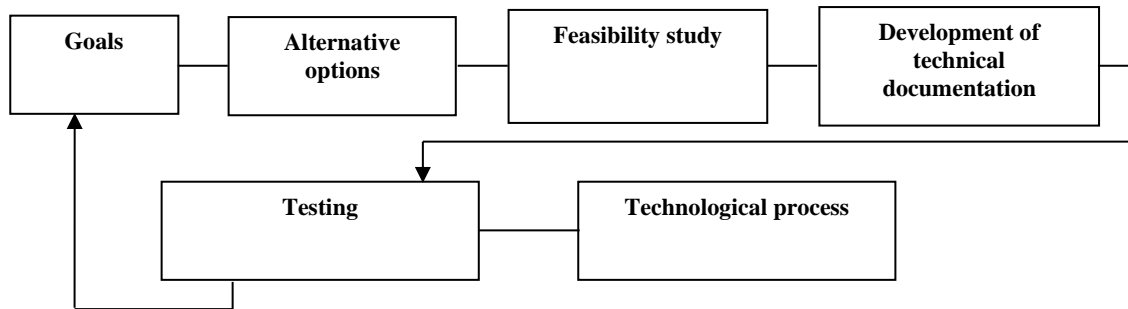 Goals
Alternative
options
Feasibility study
Development of
technical
documentation
Testing
Technological process